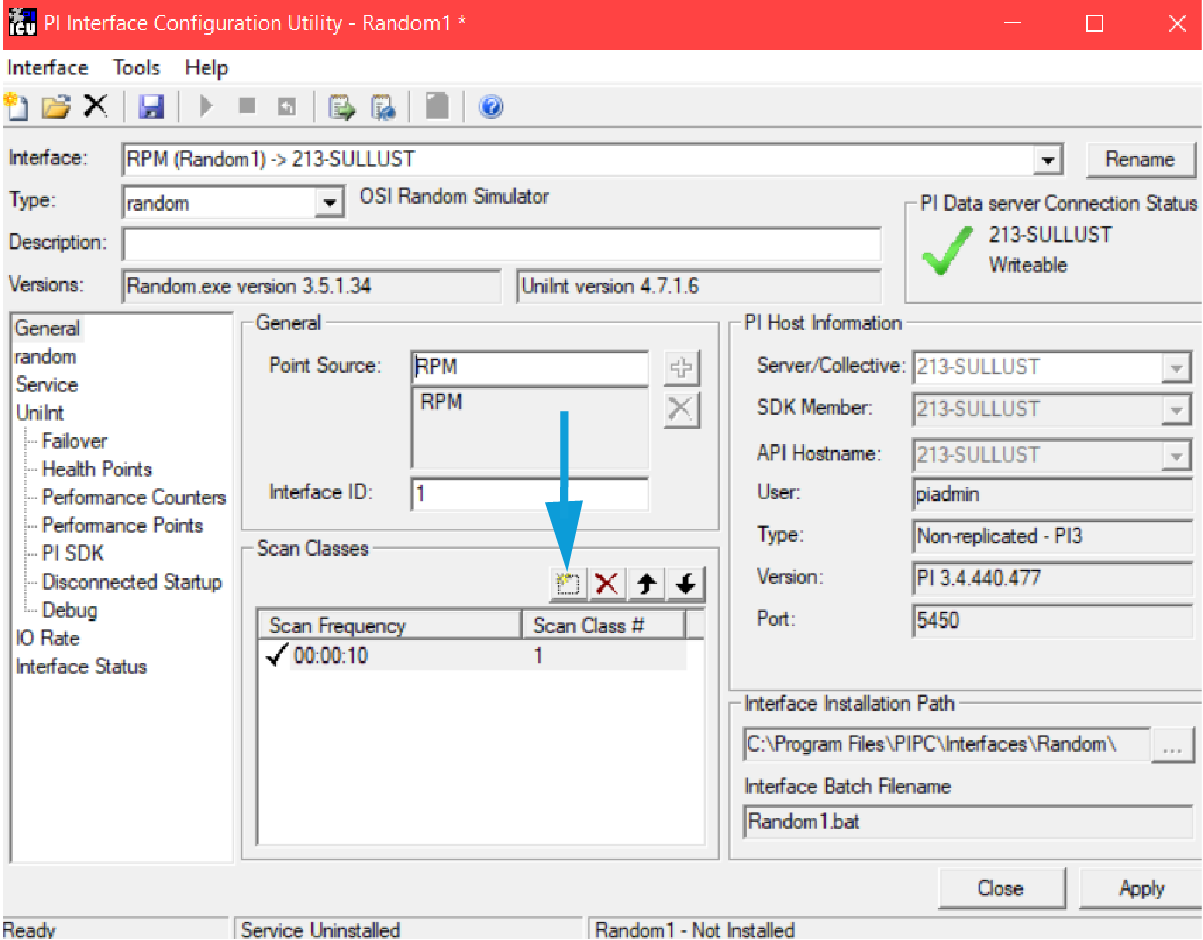 PI Interface Configuration Utility - Random1 *
Interface Tools Help
Interface: RPM (Random1) -> 213-SULLUST Rename
Type: random OSI Random Simulator
PI Data server Connection Status
213-SULLUST
Writeable
Description:
Versions: Random.exe version 3.5.1.34 UniInt version 4.7.1.6
General
random
Service
UniInt
Failover
Health Points
Performance Counters
Performance Points
PI SDK
Disconnected Startup
Debug
IO Rate
Interface Status
General
Point Source: RPM
RPM
Interface ID: 1
Scan Classes
Scan Frequency Scan Class #
00:00:10 1
PI Host Information
Server/Collective: 213-SULLUST
SDK Member: 213-SULLUST
API Hostname: 213-SULLUST
User: piadmin
Type: Non-replicated - PI3
Version: PI 3.4.440.477
Port: 5450
Interface Installation Path
C:\Program Files\PIPC\Interfaces\Random\ ...
Interface Batch Filename
Random1.bat
Close Apply
Ready Service Uninstalled Random1 - Not Installed